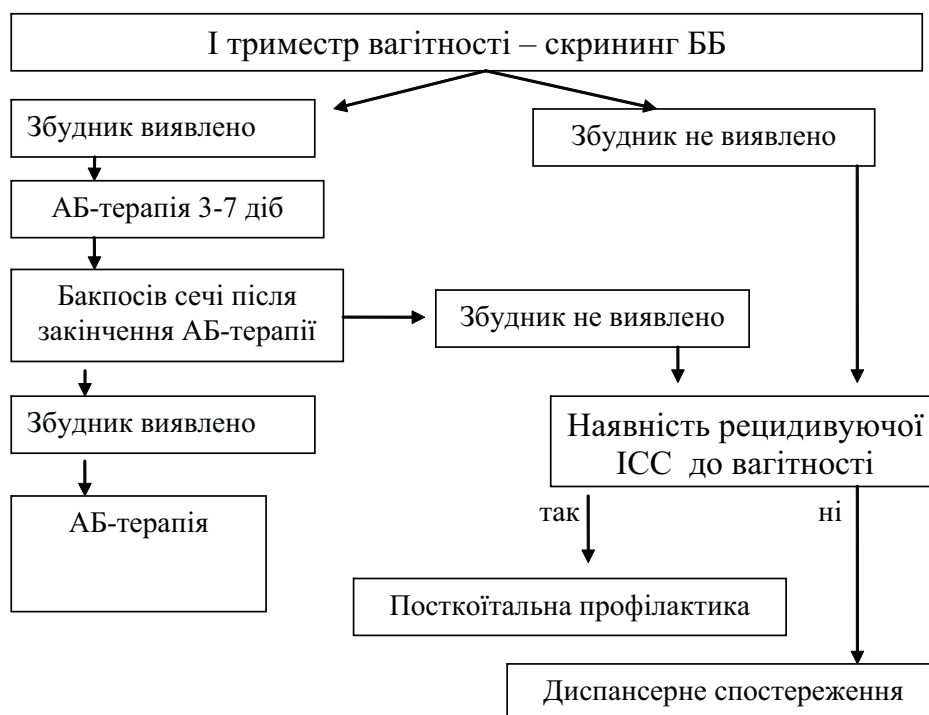 І триместр вагітності – скрининг ББ
Збудник виявлено
Збудник не виявлено
АБ-терапія 3-7 діб
Бакпосів сечі після
закінчення АБ-терапії
Збудник не виявлено
Збудник виявлено
Наявність рецидивуючої
ІСС до вагітності
АБ-терапія
так
ні
Посткоїтальна профілактика
Диспансерне спостереження